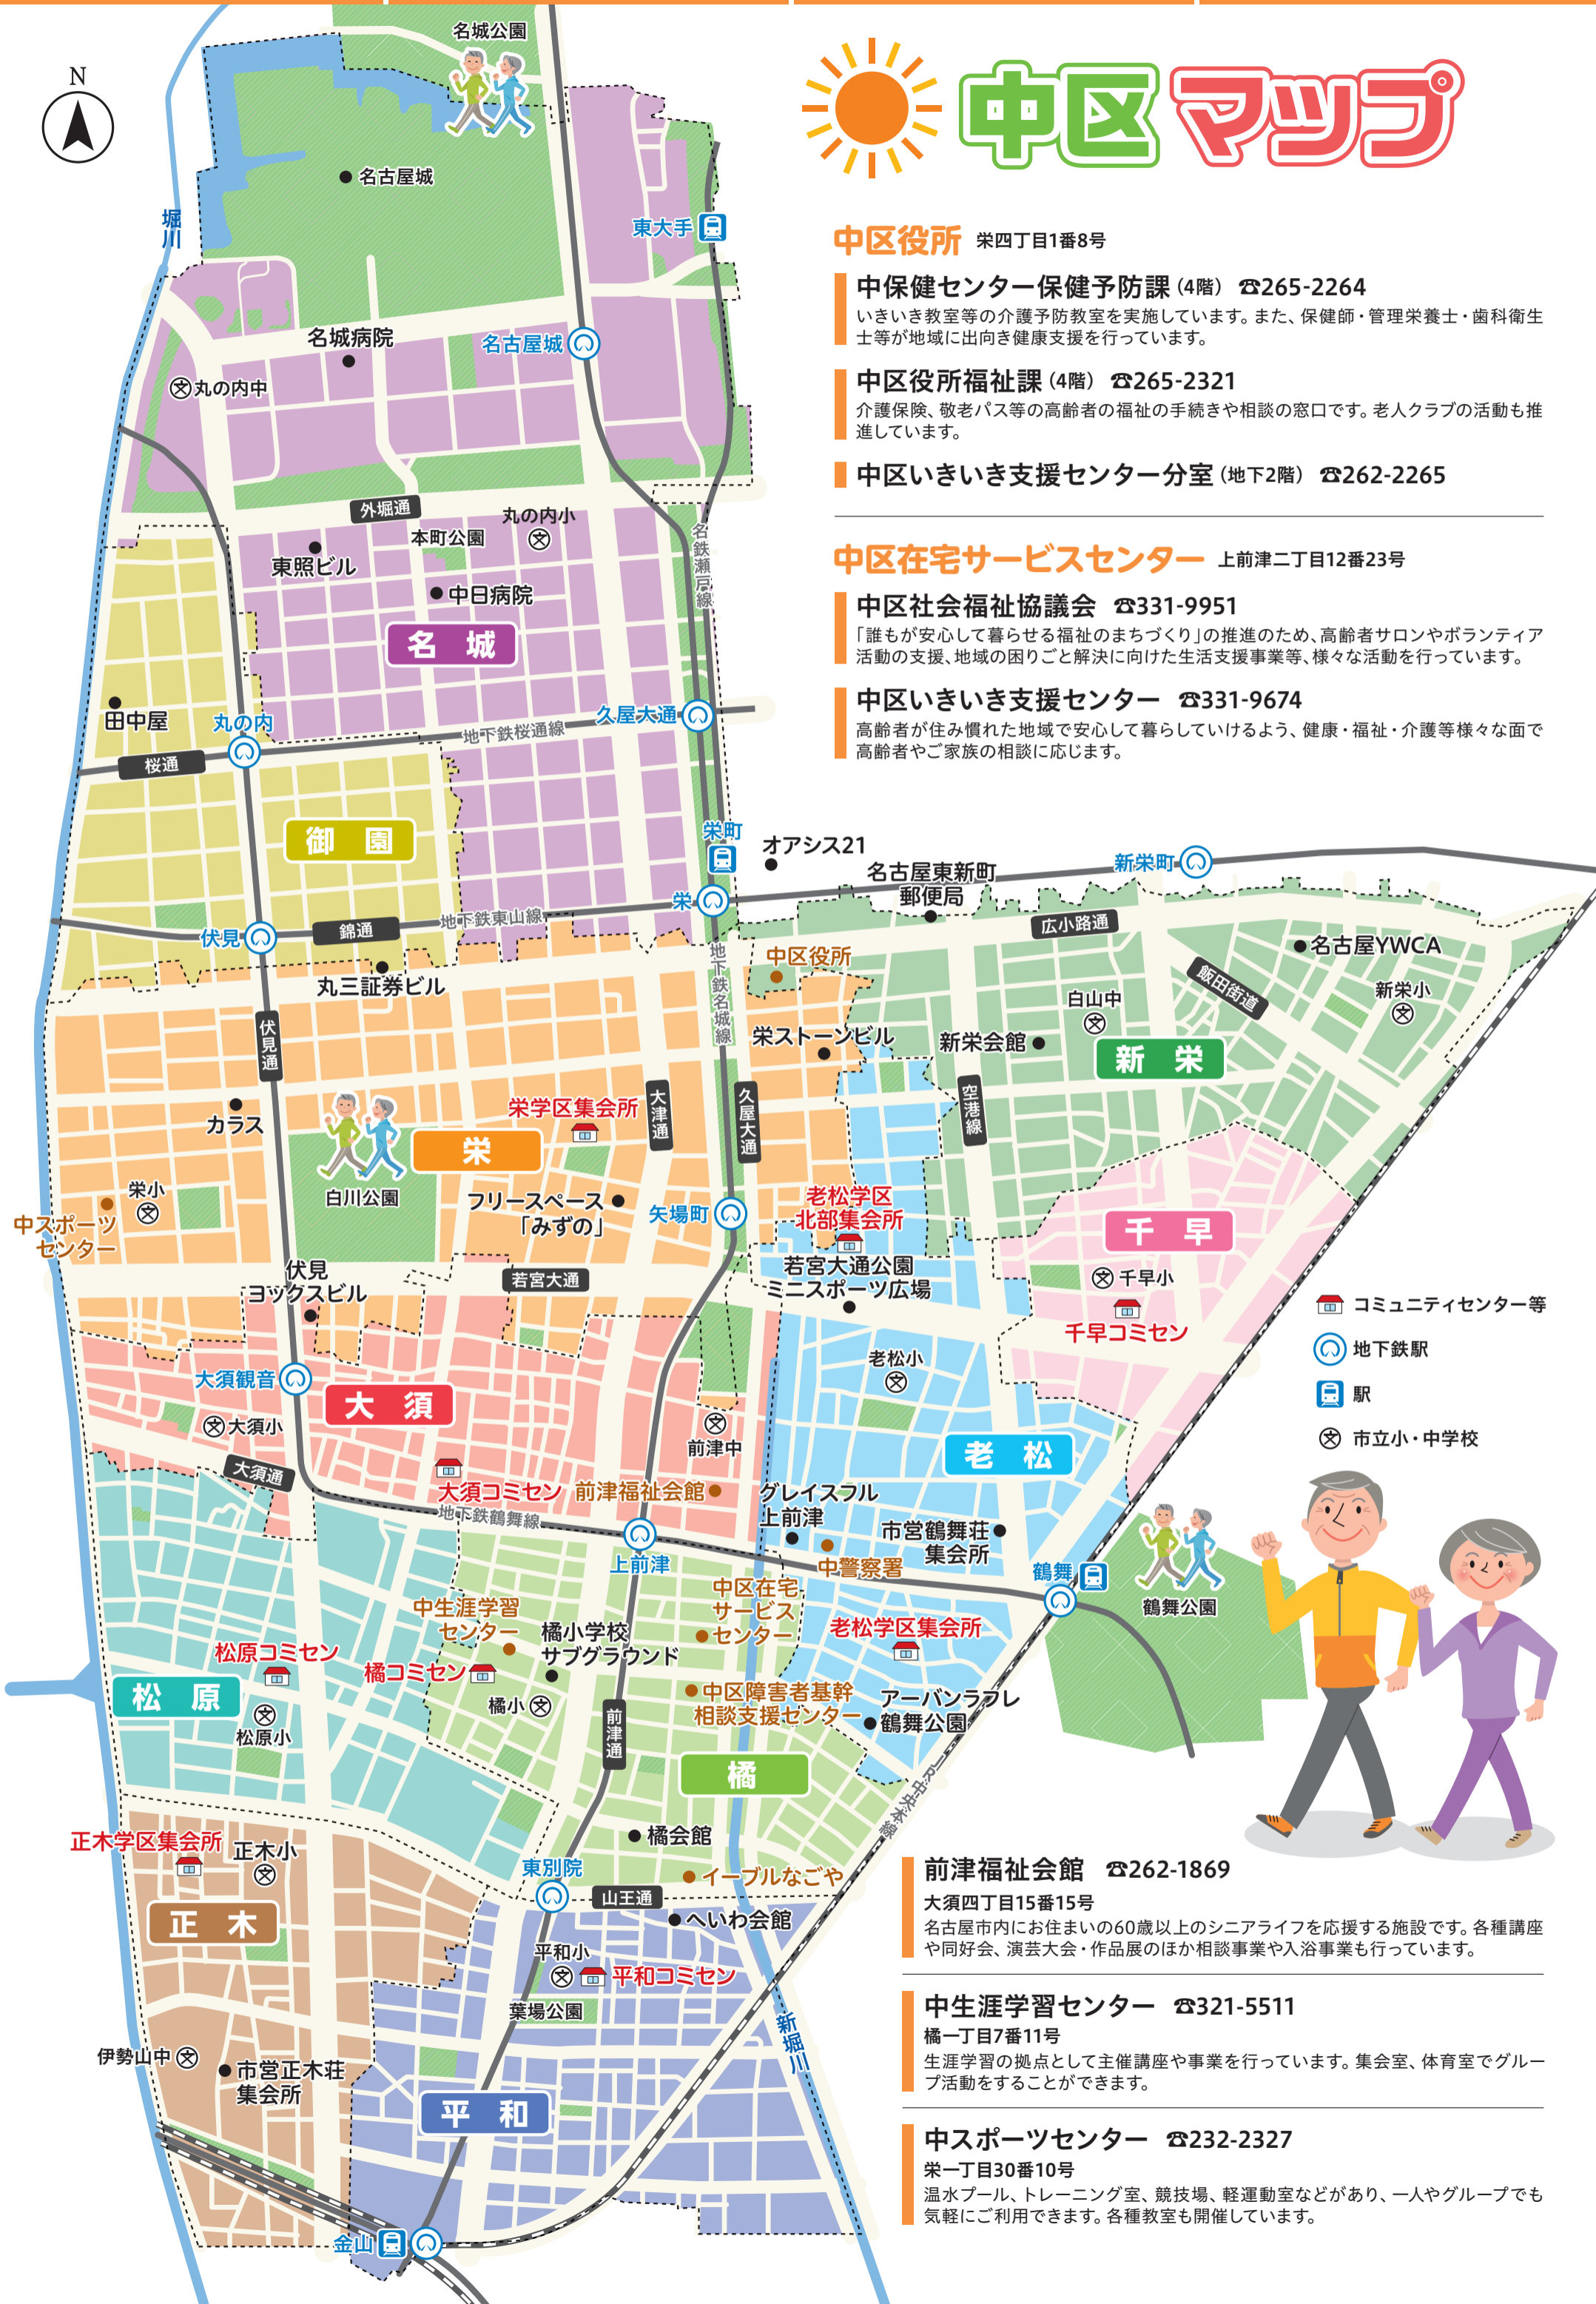 中区マップ
N
名城公園
名古屋城
堀川
東大手
名城病院
名古屋城
丸の内中
外堀通
丸の内小
本町公園
東照ビル
中日病院
名鉄瀬戸線
名 城
田中屋
丸の内
久屋大通
地下鉄桜通線
桜通
御 園
栄町
オアシス21
名古屋東新町
郵便局
新栄町
栄
地下鉄東山線
錦通
伏見
広小路通
名古屋YWCA
中区役所
丸三証券ビル
地下鉄名城線
飯田街道
新栄小
白山中
伏見通
栄ストーンビル
新栄会館
新 栄
カラス
栄学区集会所
大津通
久屋大通
空港線
栄
白川公園
栄小
中スポーツ
センター
フリースペース
「みずの」
矢場町
老松学区
北部集会所
千 早
若宮大通公園
ミニスポーツ広場
千早小
千早コミセン
伏見
ヨックスビル
若宮大通
大須観音
老松小
大 須
大須小
前津中
老 松
大須通
大須コミセン
前津福祉会館
地下鉄鶴舞線
グレイスフル
上前津
市営鶴舞荘
集会所
上前津
中警察署
鶴舞
鶴舞公園
中区在宅
サービス
センター
中生涯学習
センター
橘小学校
サブグラウンド
老松学区集会所
松原コミセン
橘コミセン
松 原
松原小
橘小
中区障害者基幹
相談支援センター
アーバンラフレ
鶴舞公園
前津通
橘
JR中央本線
正木学区集会所
正木小
橘会館
東別院
イーブルなごや
山王通
正 木
へいわ会館
平和小
平和コミセン
葉場公園
新堀川
伊勢山中
市営正木荘
集会所
平 和
金山
中区役所 栄四丁目1番8号
中保健センター保健予防課(4階) ☎265-2264
いきいき教室等の介護予防教室を実施しています。また、保健師・管理栄養士・歯科衛生
士等が地域に出向き健康支援を行っています。
中区役所福祉課(4階) ☎265-2321
介護保険、敬老パス等の高齢者の福祉の手続きや相談の窓口です。老人クラブの活動も推
進しています。
中区いきいき支援センター分室(地下2階) ☎262-2265
中区在宅サービスセンター 上前津二丁目12番23号
中区社会福祉協議会 ☎331-9951
「誰もが安心して暮らせる福祉のまちづくり」の推進のため、高齢者サロンやボランティア
活動の支援、地域の困りごと解決に向けた生活支援事業等、様々な活動を行っています。
中区いきいき支援センター ☎331-9674
高齢者が住み慣れた地域で安心して暮らしていけるよう、健康・福祉・介護等様々な面で
高齢者やご家族の相談に応じます。
コミュニティセンター等
地下鉄駅
駅
市立小・中学校
前津福祉会館 ☎262-1869
大須四丁目15番15号
名古屋市内にお住まいの60歳以上のシニアライフを応援する施設です。各種講座
や同好会、演芸大会・作品展のほか相談事業や入浴事業も行っています。
中生涯学習センター ☎321-5511
橘一丁目7番11号
生涯学習の拠点として主催講座や事業を行っています。集会室、体育室でグルー
プ活動をすることができます。
中スポーツセンター ☎232-2327
栄一丁目30番10号
温水プール、トレーニング室、競技場、軽運動室などがあり、一人やグループでも
気軽にご利用できます。各種教室も開催しています。